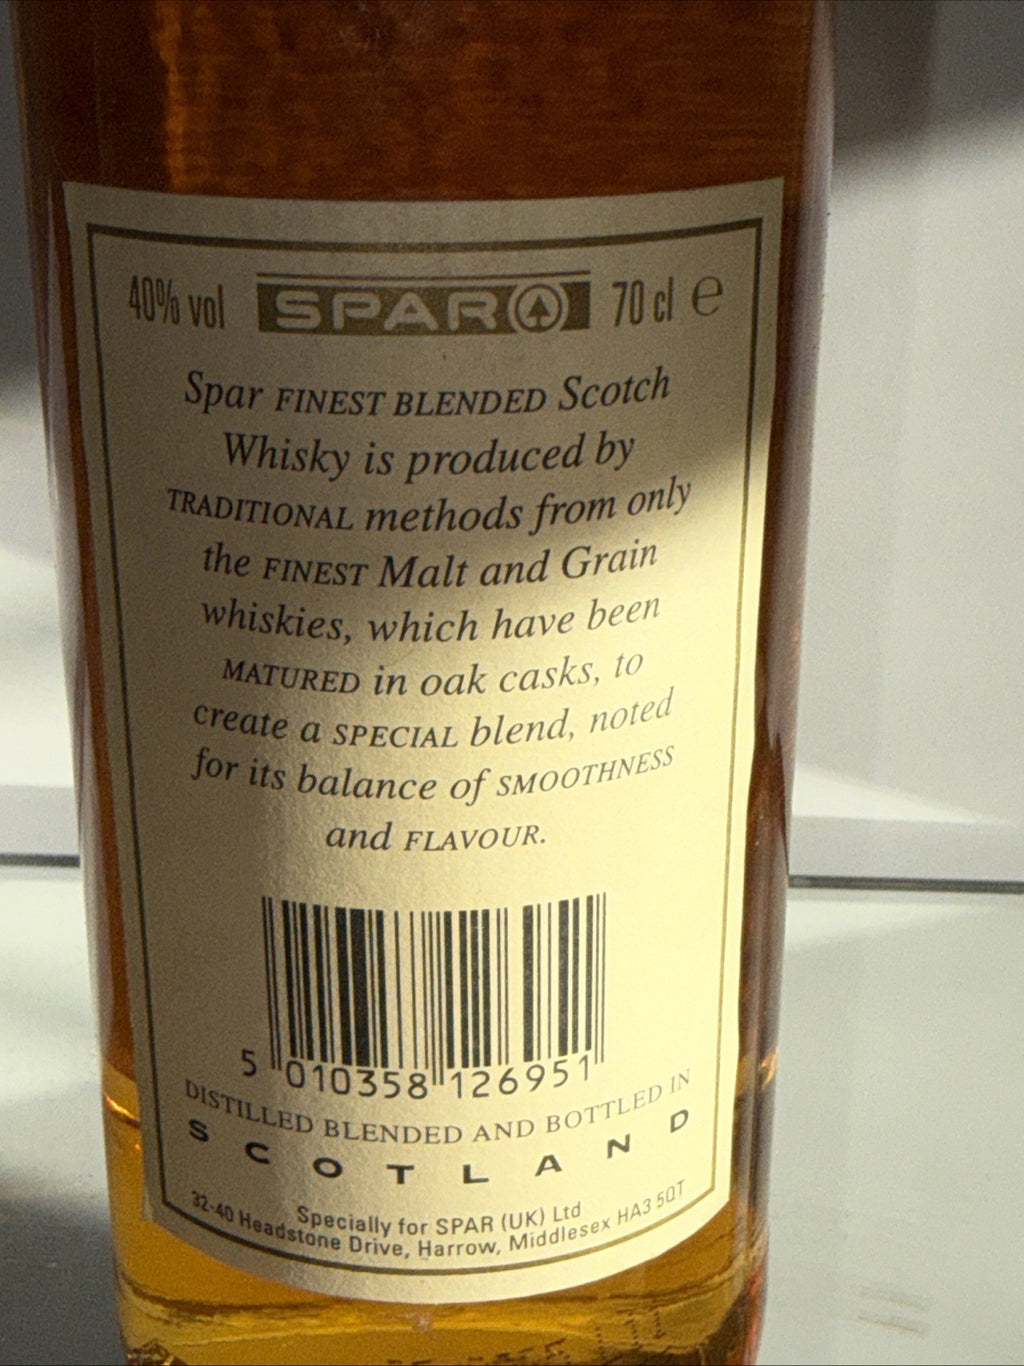 40% vol SPAR 70 cl e
Spar FINEST BLENDED Scotch
Whisky is produced by
TRADITIONAL methods from only
the FINEST Malt and Grain
whiskies, which have been
MATURED in oak casks, to
create a SPECIAL blend, noted
for its balance of SMOOTHNESS
and FLAVOUR.
5 010358 126951
DISTILLED BLENDED AND BOTTLED IN
SCOTLAND
Specially for SPAR (UK) Ltd
32-40 Headstone Drive, Harrow, Middlesex HA3 5QT